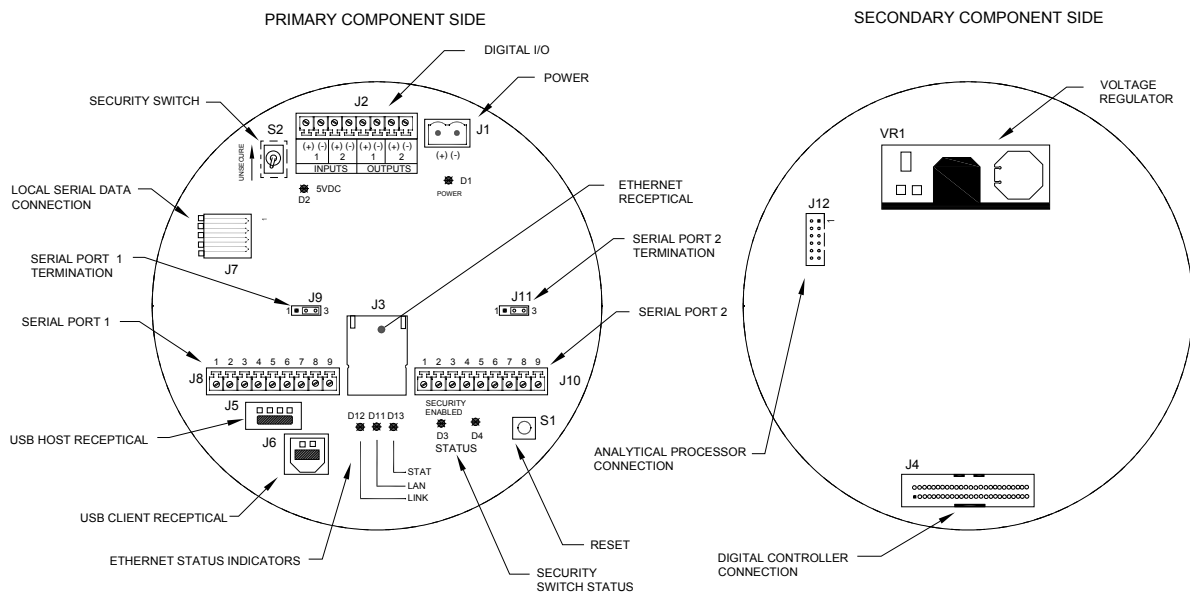 PRIMARY COMPONENT SIDE
SECONDARY COMPONENT SIDE
DIGITAL I/O
POWER
SECURITY SWITCH
J2
S2
J1
UNSECURE
(+) (-) (+) (-) (+) (-) (+) (-)
1 2 1 2
INPUTS OUTPUTS
(+) (-)
D1
POWER
5VDC
D2
LOCAL SERIAL DATA
CONNECTION
1
J7
ETHERNET
RECEPTICAL
SERIAL PORT 2
TERMINATION
SERIAL PORT 1
TERMINATION
J9
1 3
J3
J11
1 3
SERIAL PORT 1
SERIAL PORT 2
1 2 3 4 5 6 7 8 9
J8
1 2 3 4 5 6 7 8 9
J10
J5
USB HOST RECEPTICAL
J6
D12 D11 D13
SECURITY
ENABLED
D3 D4
STATUS
S1
STAT
LAN
LINK
USB CLIENT RECEPTICAL
ETHERNET STATUS INDICATORS
RESET
SECURITY
SWITCH STATUS
VOLTAGE
REGULATOR
VR1
J12
1
ANALYTICAL PROCESSOR
CONNECTION
J4
DIGITAL CONTROLLER
CONNECTION